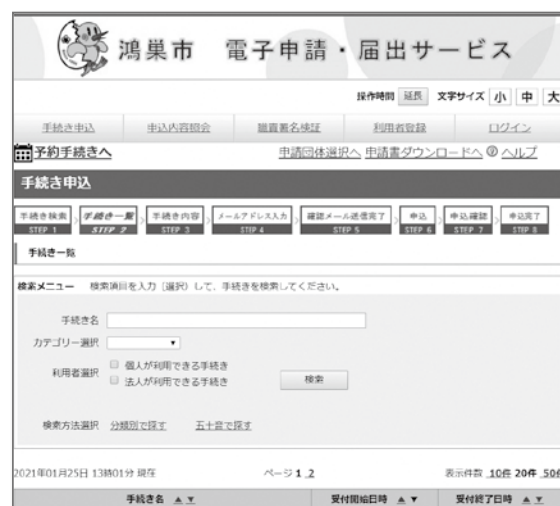 鴻巣市 電子申請・届出サービス
操作時間 延長 文字サイズ 小 中 大
手続き申込 申込内容照会 職責署名検証 利用者登録 ログイン
予約手続きへ 申請団体選択へ 申請書ダウンロードへ ? ヘルプ
手続き申込
手続き検索 手続き一覧 手続き内容 メールアドレス入力 確認メール送信完了 申込 申込確認 申込完了
STEP 1 STEP 2 STEP 3 STEP 4 STEP 5 STEP 6 STEP 7 STEP 8
手続き一覧
検索メニュー 検索項目を入力（選択）して、手続きを検索してください。
手続き名
カテゴリー選択 ▼
利用者選択 個人が利用できる手続き
法人が利用できる手続き
検索
検索方法選択 分類別で探す 五十音で探す
2021年01月25日 13時01分 現在 ページ 1 2 表示件数 10件 20件 50件
手続き名 ▲ ▼ 受付開始日時 ▲ ▼ 受付終了日時 ▲ ▼